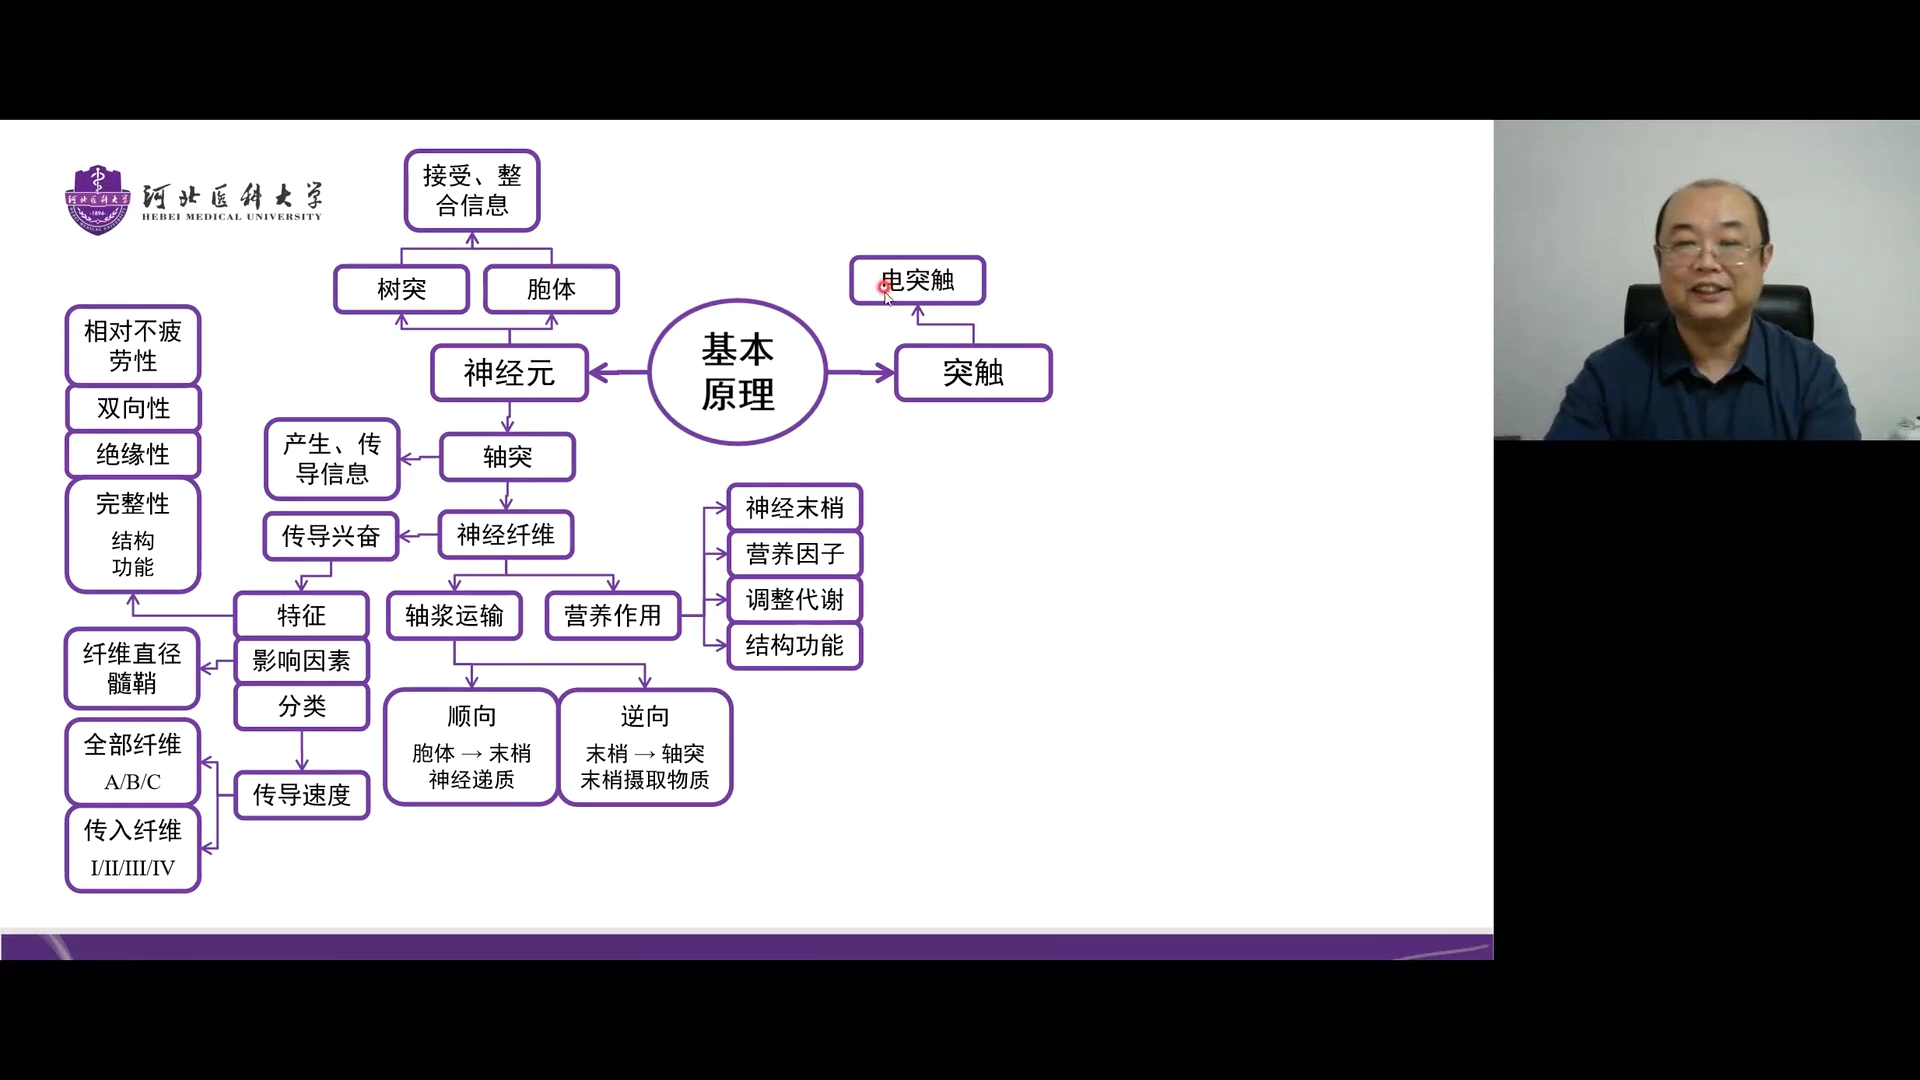 河北医科大学
HEBEI MEDICAL UNIVERSITY
河北医科大学
·1894·
接受、整
合信息
树突
胞体
神经元
基本
原理
电突触
突触
相对不疲
劳性
双向性
绝缘性
完整性
结构
功能
产生、传
导信息
轴突
传导兴奋
神经纤维
特征
影响因素
分类
轴浆运输
营养作用
神经末梢
营养因子
调整代谢
结构功能
纤维直径
髓鞘
全部纤维
A/B/C
传入纤维
I/II/III/IV
传导速度
顺向
胞体 → 末梢
神经递质
逆向
末梢 → 轴突
末梢摄取物质